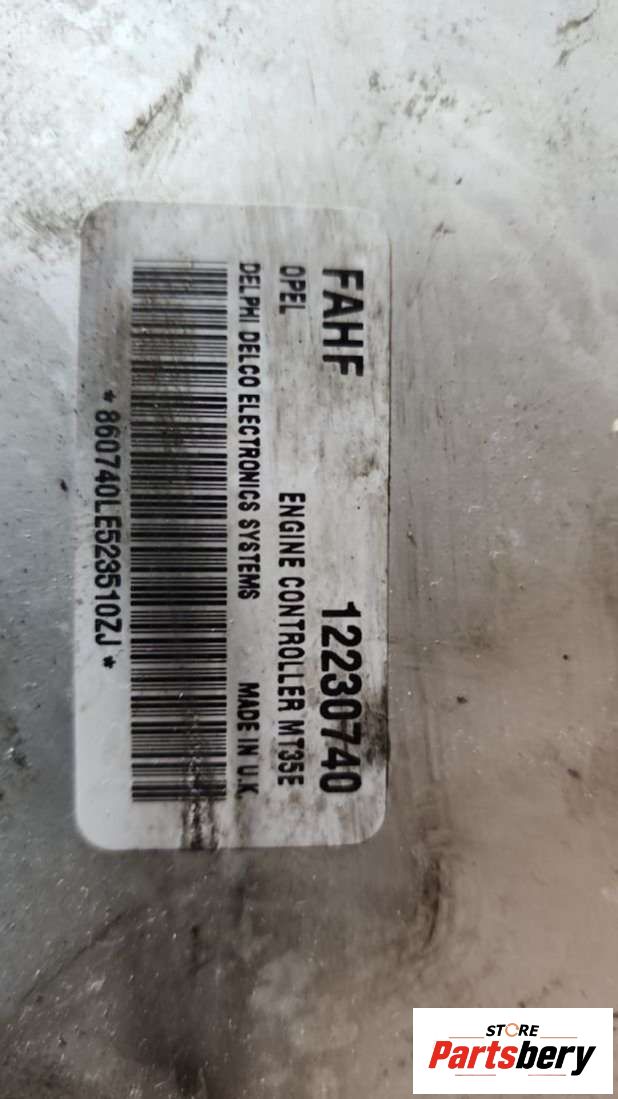 FAHF 12230740
OPEL ENGINE CONTROLLER MT35E
DELPHI DELCO ELECTRONICS SYSTEMS MADE IN U.K.
*860740LE523510ZJ*
STORE
Partsbery